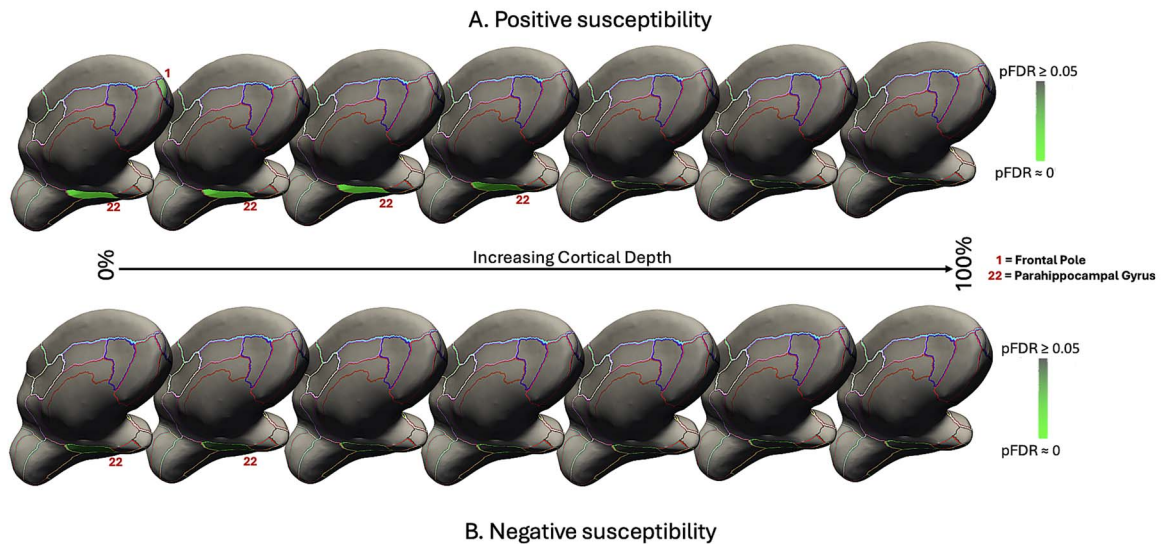 A. Positive susceptibility
1
pFDR ≥ 0.05
pFDR ≈ 0
22
22
22
22
0%
Increasing Cortical Depth
100%
1 = Frontal Pole
22 = Parahippocampal Gyrus
pFDR ≥ 0.05
pFDR ≈ 0
22
22
B. Negative susceptibility